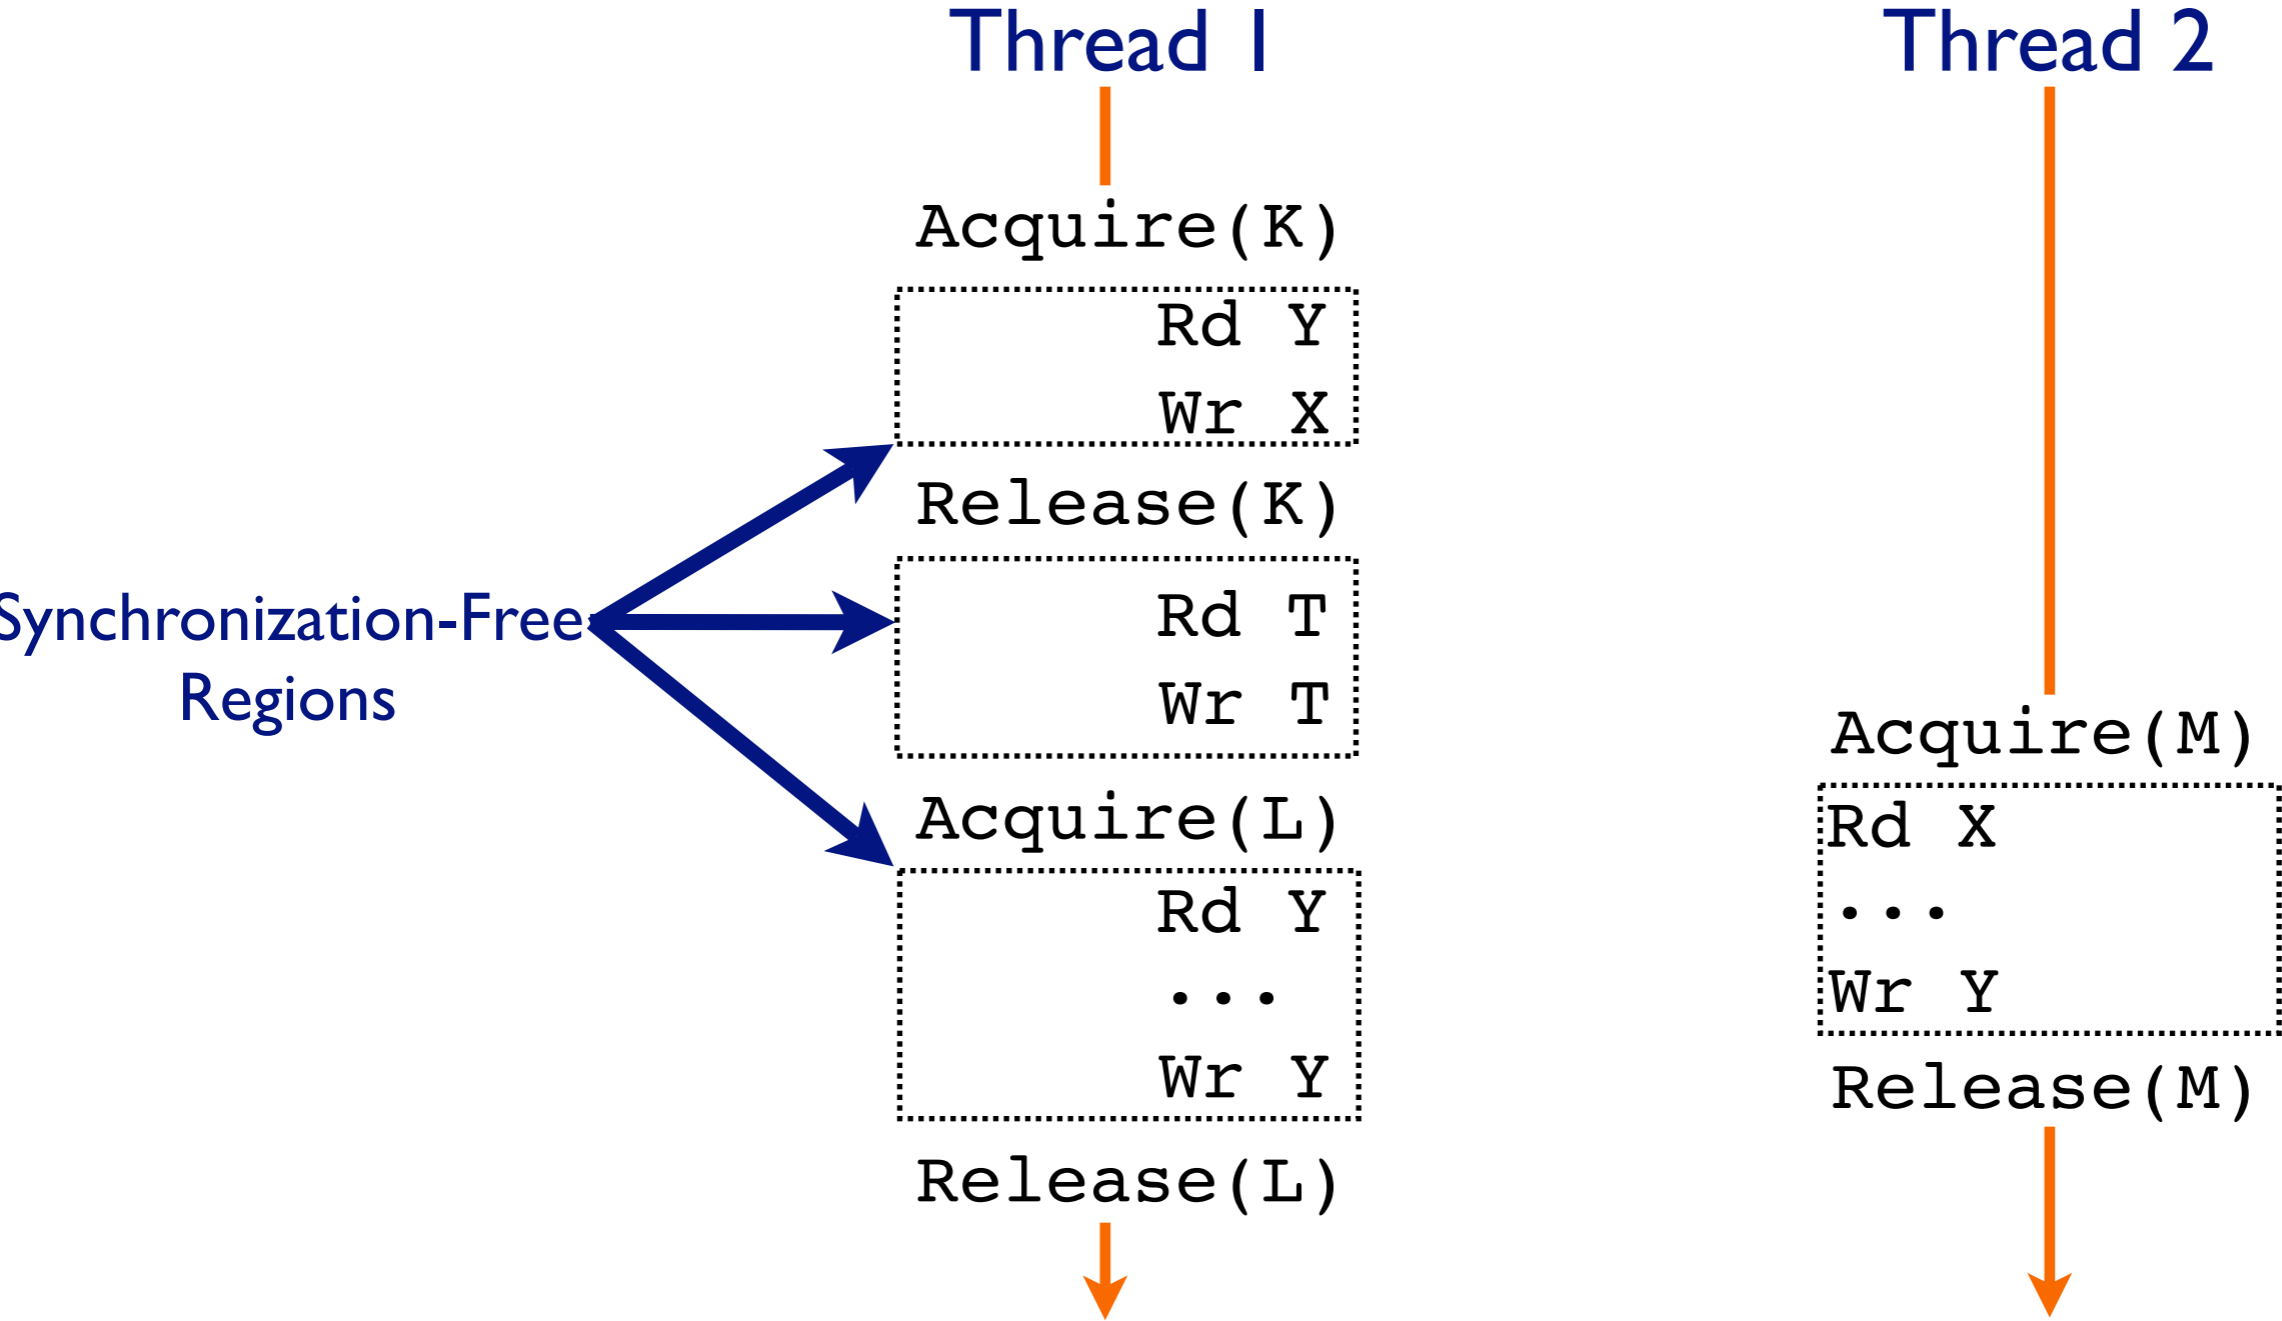 Thread 1
Thread 2
Acquire(K)
Rd Y
Wr X
Release(K)
Synchronization-Free
Regions
Rd T
Wr T
Acquire(L)
Rd Y
...
Wr Y
Release(L)
Acquire(M)
Rd X
...
Wr Y
Release(M)